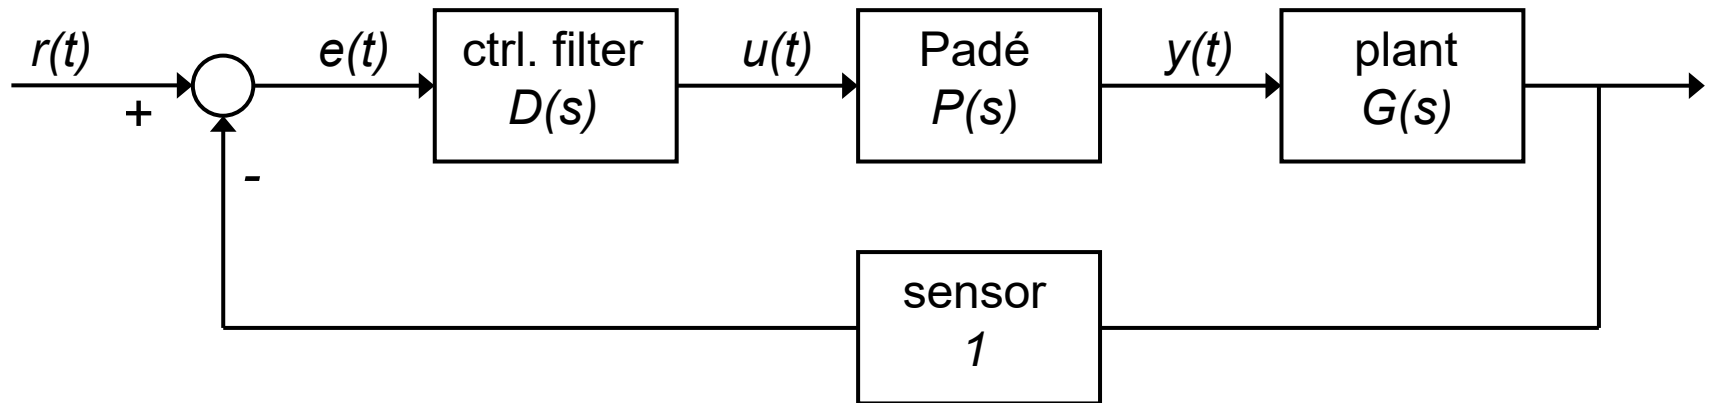 r(t)
+
-
e(t)
ctrl. filter
D(s)
u(t)
Padé
P(s)
y(t)
plant
G(s)
sensor
1